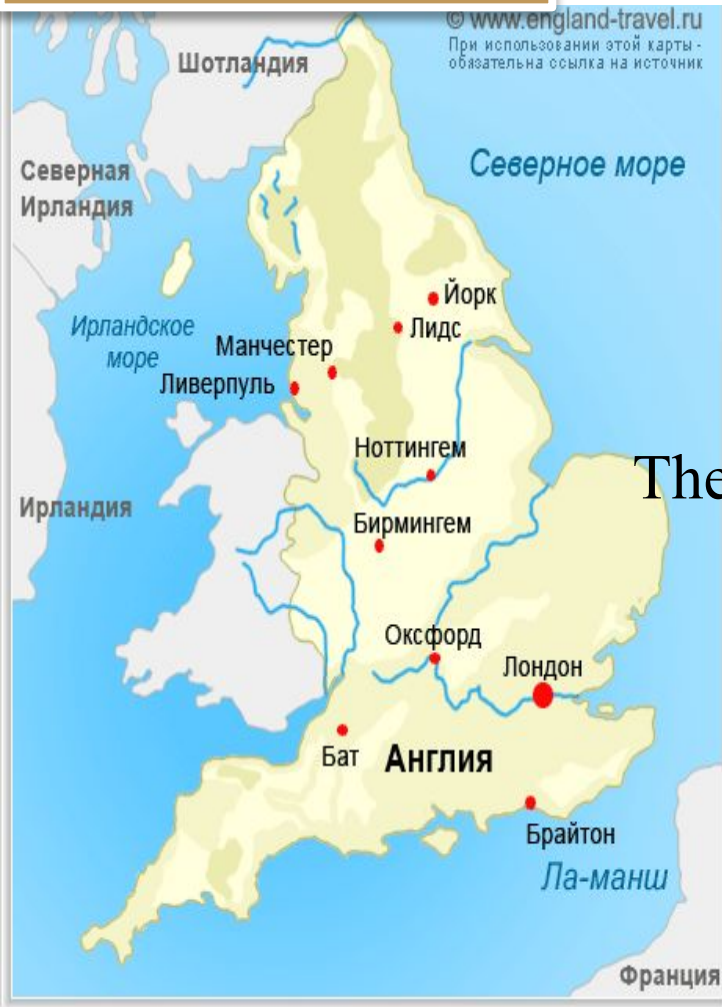 © www.england-travel.ru
При использовании этой карты -
обязательна ссылка на источник
Шотландия
Северное море
Северная
Ирландия
Йорк
Ирландское
море
Лидс
Манчестер
Ливерпуль
Ноттингем
The
Ирландия
Бирмингем
Оксфорд
Лондон
Бат
Англия
Брайтон
Ла-манш
Франция